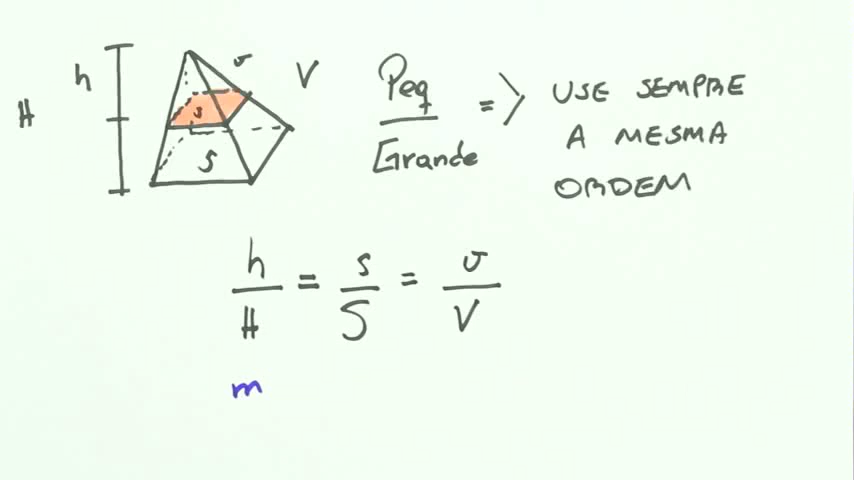 h
H
v
V
s
S
Peq
Grande
=> USE SEMPRE
A MESMA
ORDEM
h/H = s/S = v/V
m